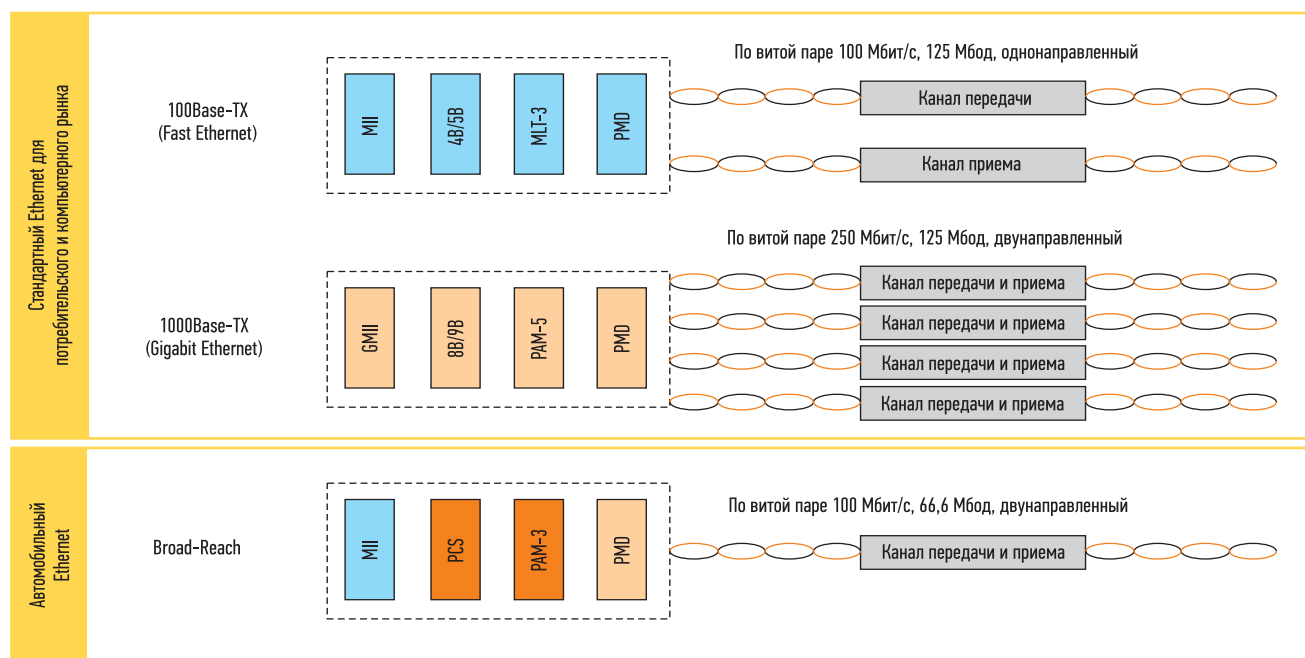 Стандартный Ethernet для
потребительского и компьютерного рынка
100Base-TX
(Fast Ethernet)
MII
4B/5B
MLT-3
PMD
По витой паре 100 Мбит/с, 125 Мбод, однонаправленный
Канал передачи
Канал приема
1000Base-TX
(Gigabit Ethernet)
GMII
8B/9B
PAM-5
PMD
По витой паре 250 Мбит/с, 125 Мбод, двунаправленный
Канал передачи и приема
Канал передачи и приема
Канал передачи и приема
Канал передачи и приема
Автомобильный
Ethernet
Broad-Reach
MII
PCS
PAM-3
PMD
По витой паре 100 Мбит/с, 66,6 Мбод, двунаправленный
Канал передачи и приема